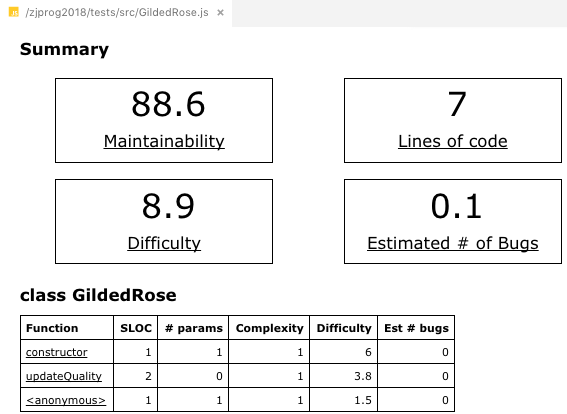 /zjprog2018/tests/src/GildedRose.js ×
Summary
88.6 7
Maintainability Lines of code
8.9 0.1
Difficulty Estimated # of Bugs
class GildedRose
Function SLOC # params Complexity Difficulty Est # bugs
constructor 1 1 1 6 0
updateQuality 2 0 1 3.8 0
<anonymous> 1 1 1 1.5 0